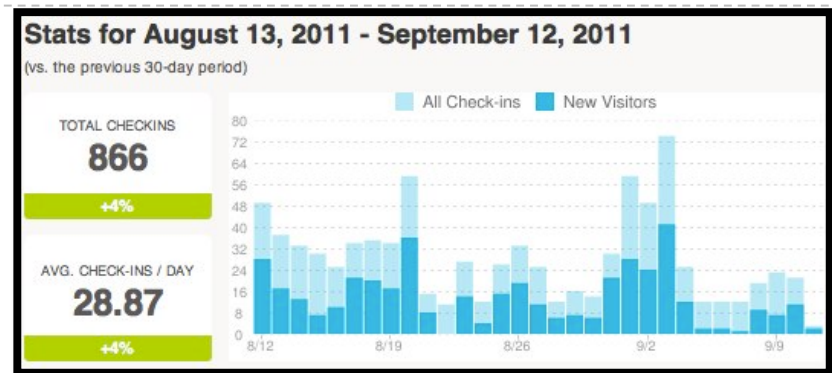 Stats for August 13, 2011 - September 12, 2011
(vs. the previous 30-day period)
TOTAL CHECKINS
866
+4%
AVG. CHECK-INS / DAY
28.87
+4%
All Check-ins New Visitors
80
72
64
56
48
40
32
24
16
8
0
8/12 8/19 8/26 9/2 9/9